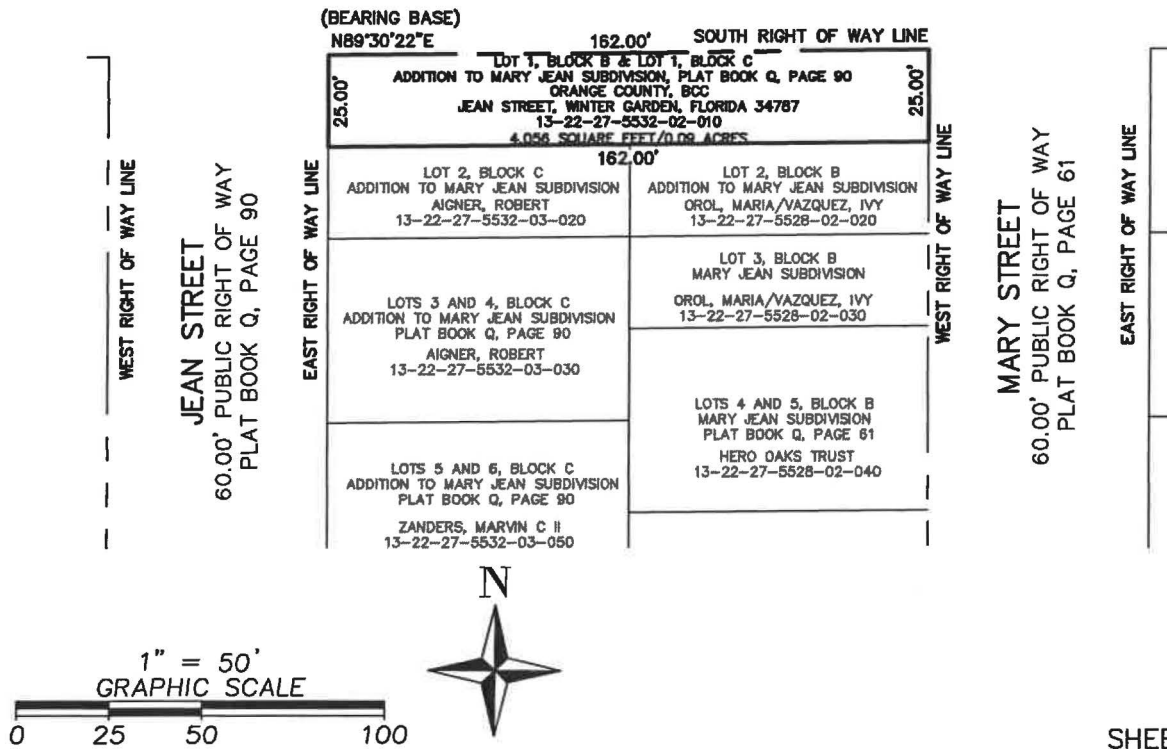 (BEARING BASE)
N89°30'22"E 162.00' SOUTH RIGHT OF WAY LINE
LOT 1, BLOCK B & LOT 1, BLOCK C
ADDITION TO MARY JEAN SUBDIVISION, PLAT BOOK Q, PAGE 90
ORANGE COUNTY, BCC
JEAN STREET, WINTER GARDEN, FLORIDA 34787
13-22-27-5532-02-010
4,056 SQUARE FEET/0.09 ACRES
25.00'
25.00'
162.00'
WEST RIGHT OF WAY LINE
JEAN STREET
60.00' PUBLIC RIGHT OF WAY
PLAT BOOK Q, PAGE 90
EAST RIGHT OF WAY LINE
LOT 2, BLOCK C
ADDITION TO MARY JEAN SUBDIVISION
AIGNER, ROBERT
13-22-27-5532-03-020
LOT 2, BLOCK B
ADDITION TO MARY JEAN SUBDIVISION
OROL, MARIA/VAZQUEZ, IVY
13-22-27-5528-02-020
LOTS 3 AND 4, BLOCK C
ADDITION TO MARY JEAN SUBDIVISION
PLAT BOOK Q, PAGE 90
AIGNER, ROBERT
13-22-27-5532-03-030
LOT 3, BLOCK B
MARY JEAN SUBDIVISION
OROL, MARIA/VAZQUEZ, IVY
13-22-27-5528-02-030
LOTS 4 AND 5, BLOCK B
MARY JEAN SUBDIVISION
PLAT BOOK Q, PAGE 61
HERO OAKS TRUST
13-22-27-5528-02-040
LOTS 5 AND 6, BLOCK C
ADDITION TO MARY JEAN SUBDIVISION
PLAT BOOK Q, PAGE 90
ZANDERS, MARVIN C II
13-22-27-5532-03-050
WEST RIGHT OF WAY LINE
MARY STREET
60.00' PUBLIC RIGHT OF WAY
PLAT BOOK Q, PAGE 61
EAST RIGHT OF WAY LINE
N
1" = 50'
GRAPHIC SCALE
0 25 50 100
SHEE